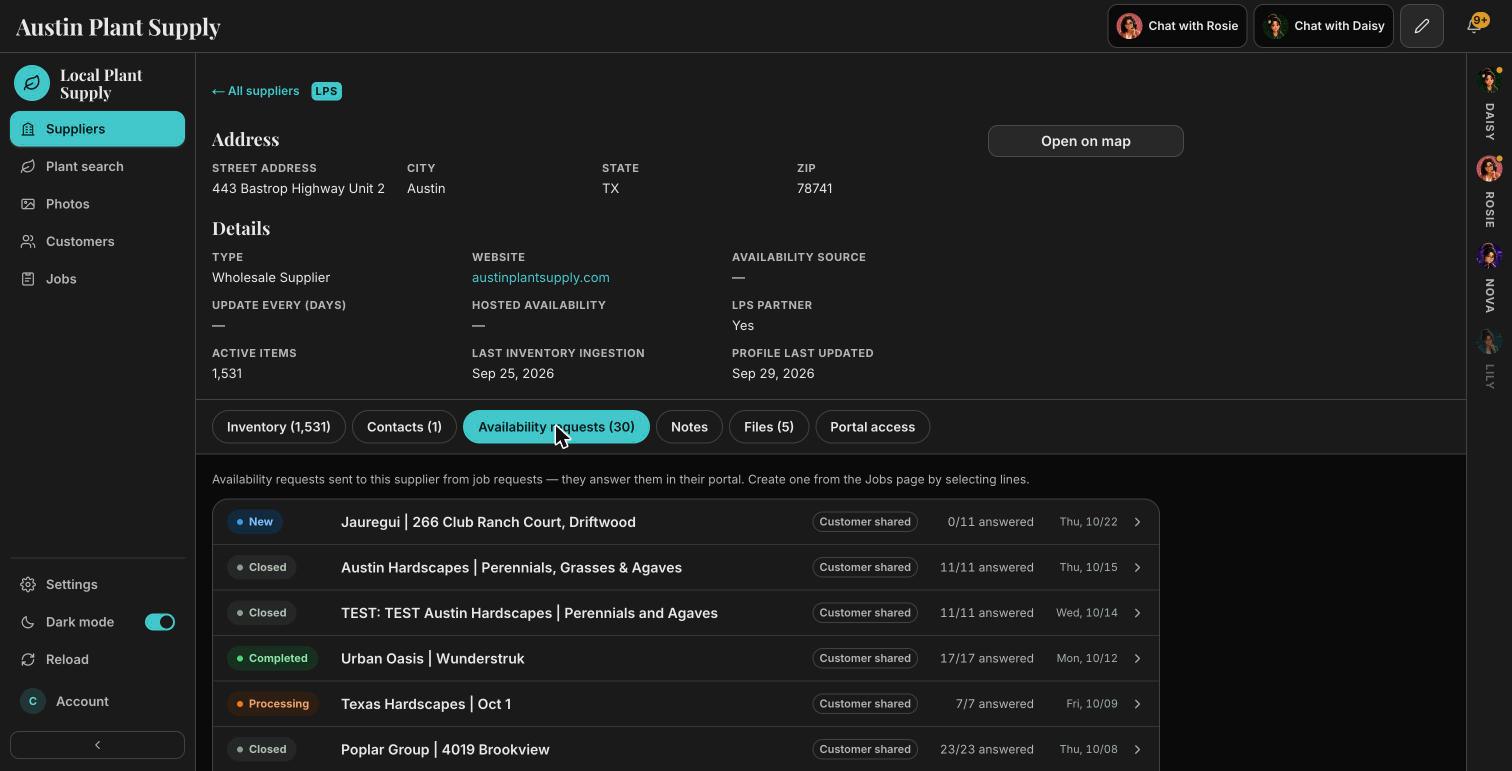 Austin Plant Supply
Chat with Rosie
Chat with Daisy
9+
Local Plant
Supply
Suppliers
Plant search
Photos
Customers
Jobs
Settings
Dark mode
Reload
C
Account
← All suppliers
LPS
Address
Open on map
STREET ADDRESS CITY STATE ZIP
443 Bastrop Highway Unit 2 Austin TX 78741
Details
TYPE WEBSITE AVAILABILITY SOURCE
Wholesale Supplier austinplantsupply.com —
UPDATE EVERY (DAYS) HOSTED AVAILABILITY LPS PARTNER
— — Yes
ACTIVE ITEMS LAST INVENTORY INGESTION PROFILE LAST UPDATED
1,531 Sep 25, 2026 Sep 29, 2026
Inventory (1,531) Contacts (1) Availability requests (30) Notes Files (5) Portal access
Availability requests sent to this supplier from job requests — they answer them in their portal. Create one from the Jobs page by selecting lines.
New Jauregui | 266 Club Ranch Court, Driftwood Customer shared 0/11 answered Thu, 10/22
Closed Austin Hardscapes | Perennials, Grasses & Agaves Customer shared 11/11 answered Thu, 10/15
Closed TEST: TEST Austin Hardscapes | Perennials and Agaves Customer shared 11/11 answered Wed, 10/14
Completed Urban Oasis | Wunderstruk Customer shared 17/17 answered Mon, 10/12
Processing Texas Hardscapes | Oct 1 Customer shared 7/7 answered Fri, 10/09
Closed Poplar Group | 4019 Brookview Customer shared 23/23 answered Thu, 10/08
DAISY
ROSIE
NOVA
LILY